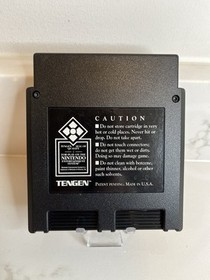 CAUTION
■ Do not store cartridge in very
hot or cold places. Never hit or
drop. Do not take apart.
■ Do not touch connectors;
do not get them wet or dirty.
Doing so may damage game.
■ Do not clean with benzene,
paint thinner, alcohol or other
such solvents.
NINTENDO
TENGEN
PATENT PENDING. MADE IN U.S.A.